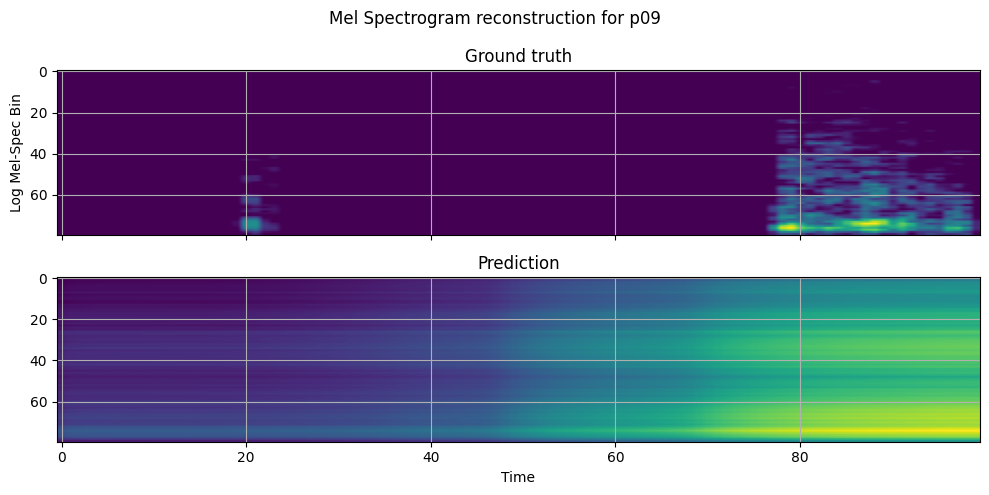 Mel Spectrogram reconstruction for p09
Ground truth
Log Mel-Spec Bin
0
20
40
60
Prediction
0
20
40
60
0 20 40 60 80
Time